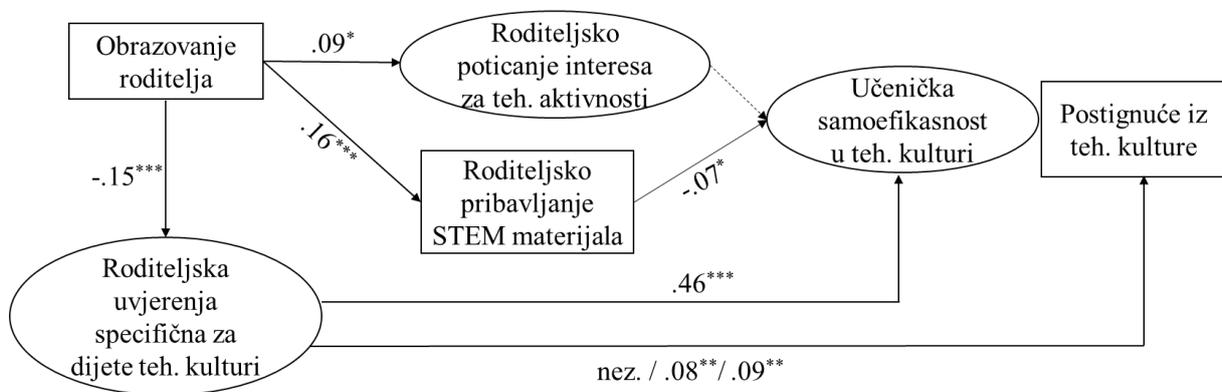 Obrazovanje
roditelja
.09*
Roditeljsko
poticanje interesa
za teh. aktivnosti
.16***
-.15***
Roditeljsko
pribavljanje
STEM materijala
-.07*
Učenička
samoefikasnost
u teh. kulturi
Postignuće iz
teh. kulture
Roditeljska
uvjerenja
specifična za
dijete teh. kulturi
.46***
nez. / .08**/ .09**